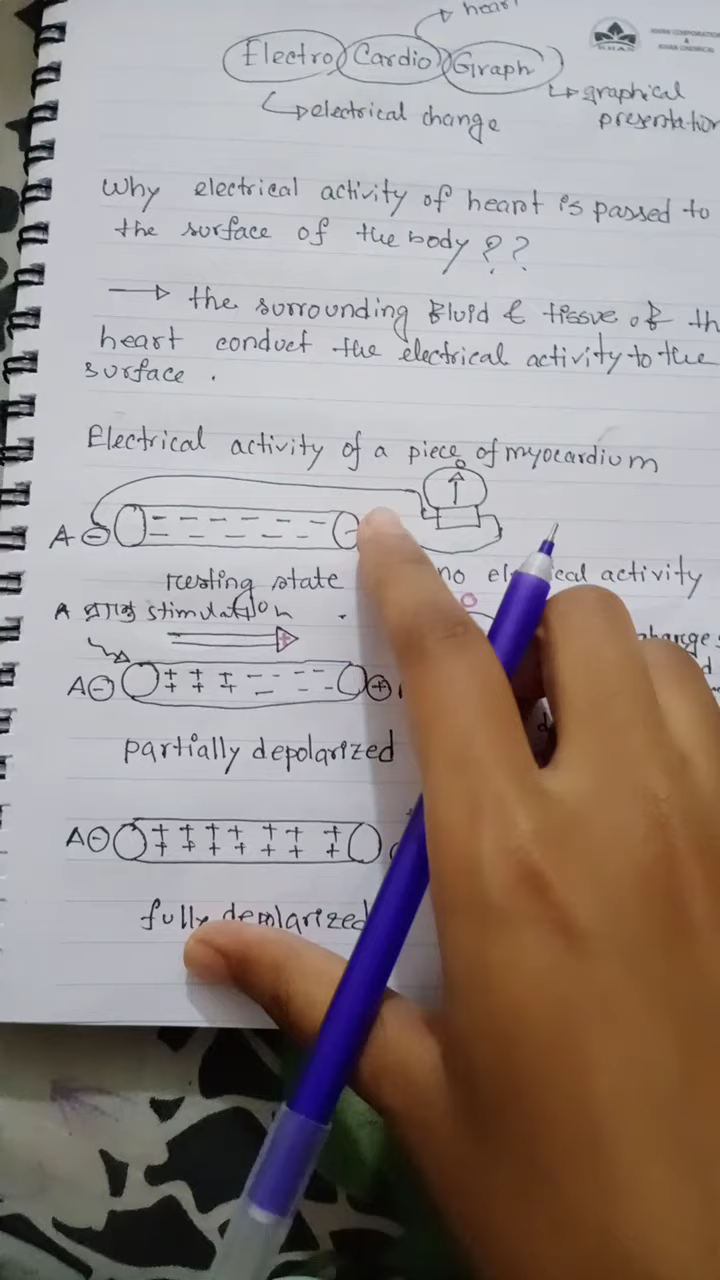 heart
Electro Cardio Graph
KHAN
graphical
presentation
electrical change
Why electrical activity of heart is passed to
the surface of the body??
the surrounding fluid & tissue of th
heart conduct the electrical activity to the
surface.
Electrical activity of a piece of myocardium
A
resting state
no electrical activity
A প্রান্তে stimulation
A
partially depolarized
A
fully depolarized